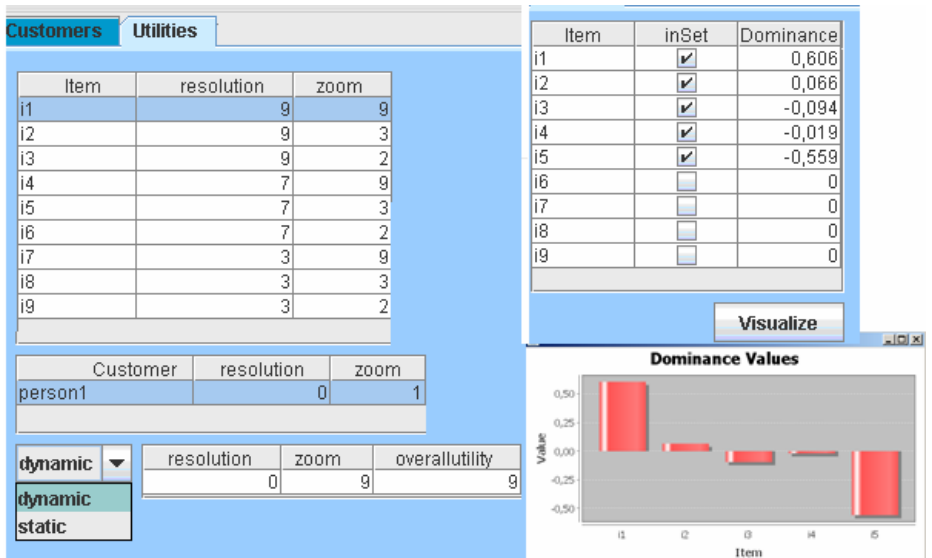 Customers Utilities
Item resolution zoom
i1 9 9
i2 9 3
i3 9 2
i4 7 9
i5 7 3
i6 7 2
i7 3 9
i8 3 3
i9 3 2
Customer resolution zoom
person1 0 1
dynamic
dynamic
static
resolution zoom overallutility
0 9 9
Item inSet Dominance
i1 0,606
i2 0,066
i3 -0,094
i4 -0,019
i5 -0,559
i6 0
i7 0
i8 0
i9 0
Visualize
Dominance Values
Value
0,50
0,25
0,00
-0,25
-0,50
i1 i2 i3 i4 i5
Item